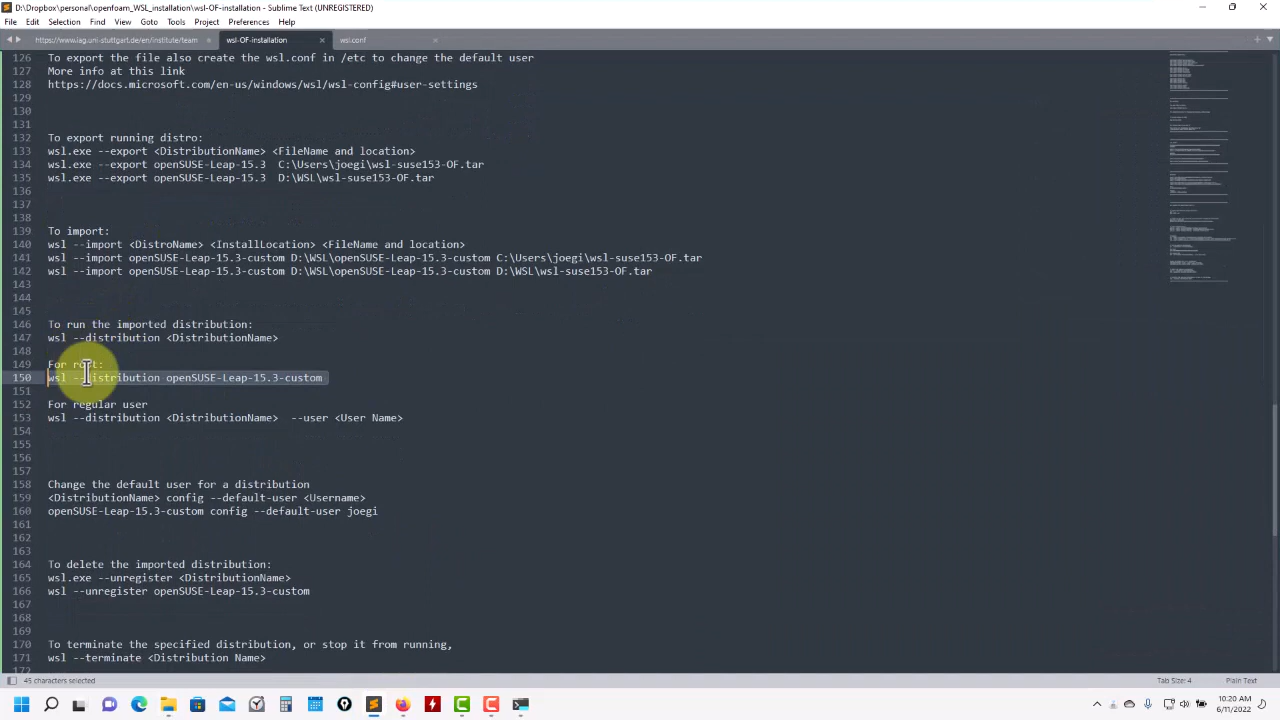 D:\Dropbox\personal\openfoam_WSL_installation\wsl-OF-installation - Sublime Text (UNREGISTERED)
File Edit Selection Find View Goto Tools Project Preferences Help
https://www.iag.uni-stuttgart.de/en/institute/team wsl-OF-installation wsl.conf
126 To export the file also create the wsl.conf in /etc to change the default user
127 More info at this link
128 https://docs.microsoft.com/en-us/windows/wsl/wsl-config#user-settings
129
130
131
132 To export running distro:
133 wsl.exe --export <DistributionName> <FileName and location>
134 wsl.exe --export openSUSE-Leap-15.3 C:\Users\joegi\wsl-suse153-OF.tar
135 wsl.exe --export openSUSE-Leap-15.3 D:\WSL\wsl-suse153-OF.tar
136
137
138
139 To import:
140 wsl --import <DistroName> <InstallLocation> <FileName and location>
141 wsl --import openSUSE-Leap-15.3-custom D:\WSL\openSUSE-Leap-15.3-custom C:\Users\joegi\wsl-suse153-OF.tar
142 wsl --import openSUSE-Leap-15.3-custom D:\WSL\openSUSE-Leap-15.3-custom D:\WSL\wsl-suse153-OF.tar
143
144
145
146 To run the imported distribution:
147 wsl --distribution <DistributionName>
148
149 For root:
150 wsl --distribution openSUSE-Leap-15.3-custom
151
152 For regular user
153 wsl --distribution <DistributionName> --user <User Name>
154
155
156
157
158 Change the default user for a distribution
159 <DistributionName> config --default-user <Username>
160 openSUSE-Leap-15.3-custom config --default-user joegi
161
162
163
164 To delete the imported distribution:
165 wsl.exe --unregister <DistributionName>
166 wsl --unregister openSUSE-Leap-15.3-custom
167
168
169
170 To terminate the specified distribution, or stop it from running,
171 wsl --terminate <Distribution Name>
172
45 characters selected Tab Size: 4 Plain Text
10:20 AM
6/11/2022